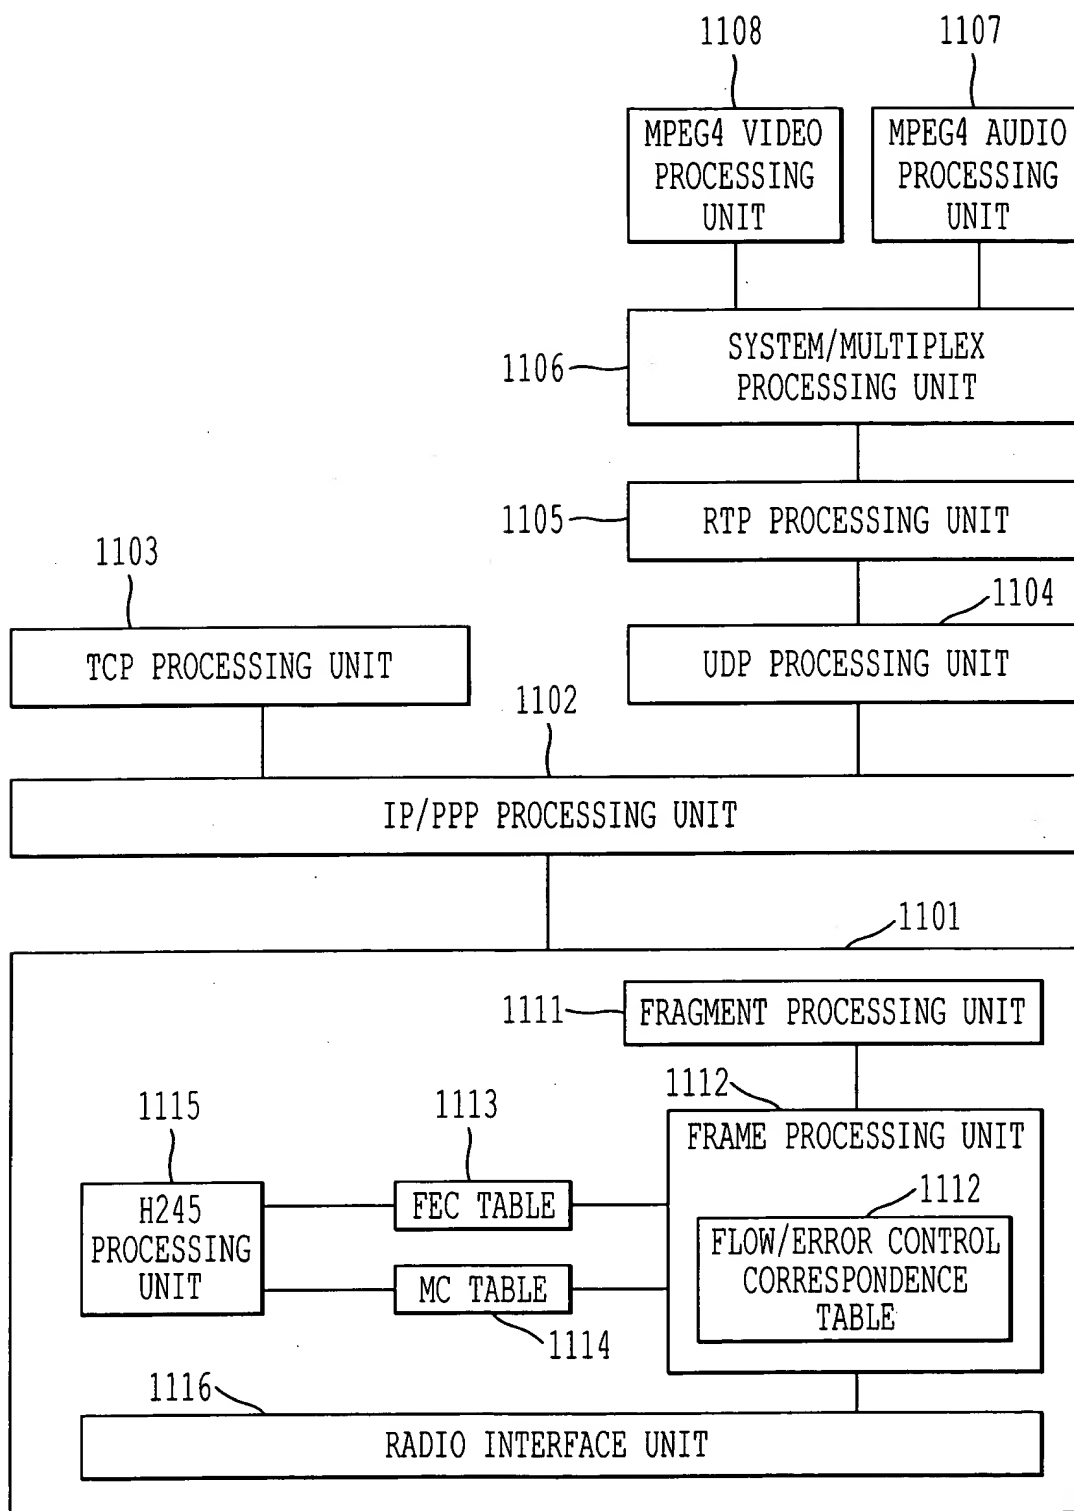 1108
1107
MPEG4 VIDEO
PROCESSING
UNIT
MPEG4 AUDIO
PROCESSING
UNIT
1106
SYSTEM/MULTIPLEX
PROCESSING UNIT
1105
RTP PROCESSING UNIT
1103
1104
TCP PROCESSING UNIT
UDP PROCESSING UNIT
1102
IP/PPP PROCESSING UNIT
1101
1111
FRAGMENT PROCESSING UNIT
1112
1115
1113
FRAME PROCESSING UNIT
H245
PROCESSING
UNIT
FEC TABLE
1112
FLOW/ERROR CONTROL
CORRESPONDENCE
TABLE
MC TABLE
1114
1116
RADIO INTERFACE UNIT